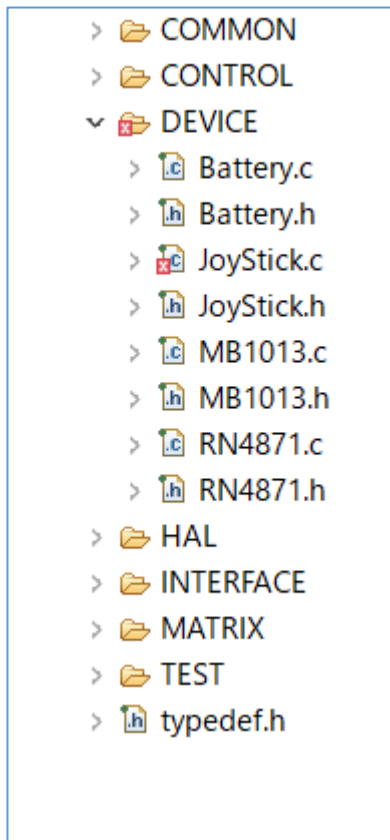 COMMON
CONTROL
DEVICE
Battery.c
Battery.h
JoyStick.c
JoyStick.h
MB1013.c
MB1013.h
RN4871.c
RN4871.h
HAL
INTERFACE
MATRIX
TEST
typedef.h